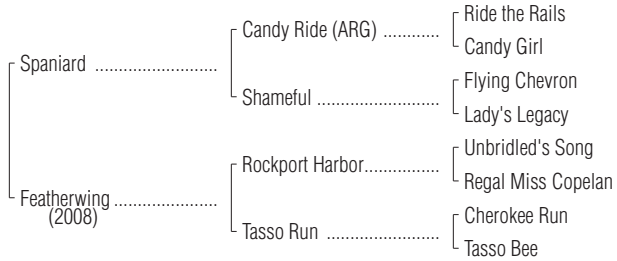 Ride the Rails
Candy Ride (ARG) ............
Candy Girl
Spaniard .........................
Flying Chevron
Shameful .........................
Lady's Legacy
Unbridled's Song
Rockport Harbor................
Regal Miss Copelan
Featherwing .....................
(2008)
Cherokee Run
Tasso Run .......................
Tasso Bee